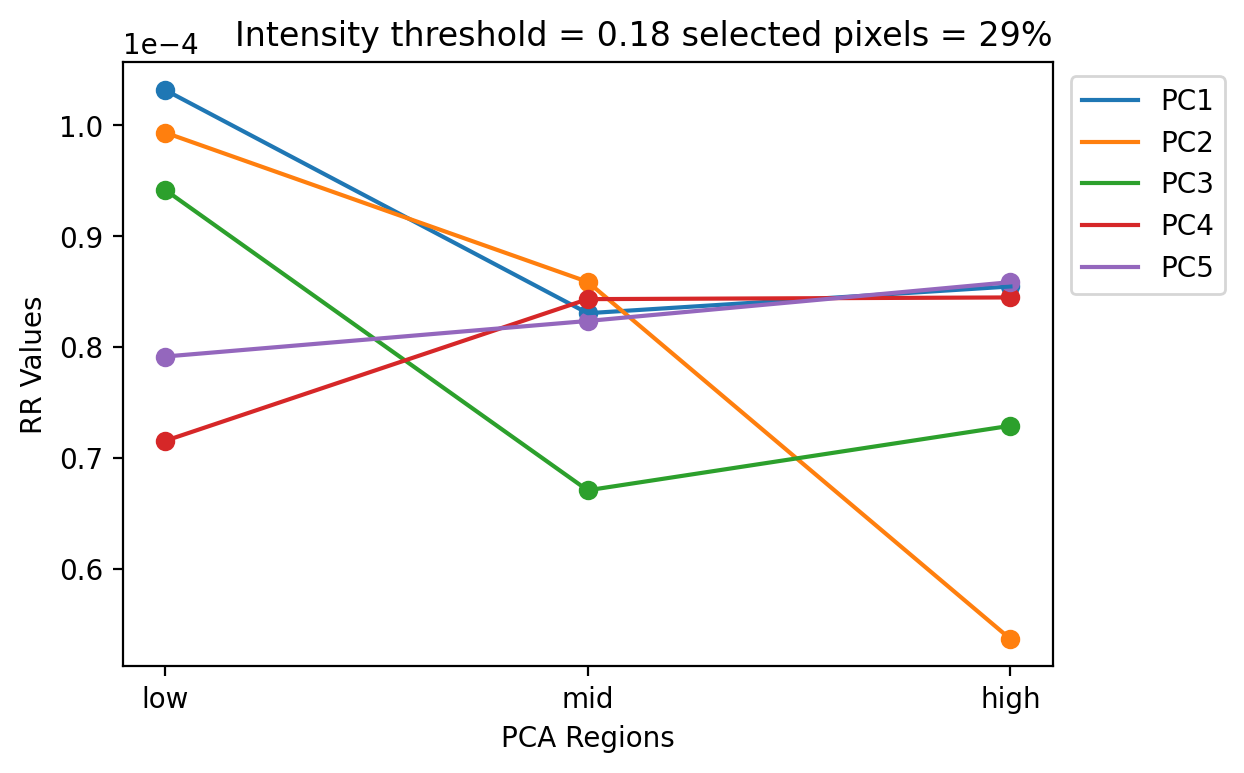 1e−4
Intensity threshold = 0.18 selected pixels = 29%
1.0
0.9
0.8
0.7
0.6
RR Values
low
mid
high
PCA Regions
PC1
PC2
PC3
PC4
PC5